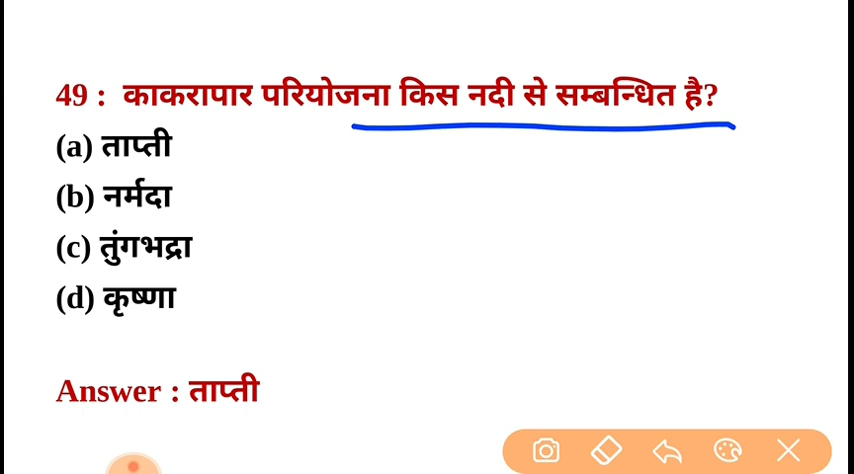 49 : काकरापार परियोजना किस नदी से सम्बन्धित है?
(a) ताप्ती
(b) नर्मदा
(c) तुंगभद्रा
(d) कृष्णा
Answer : ताप्ती